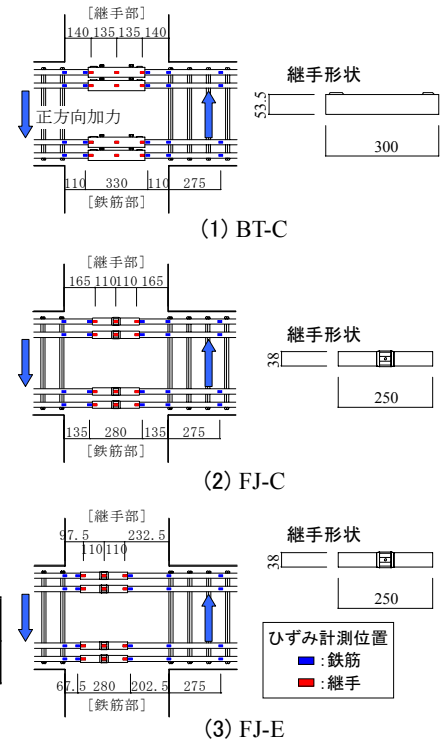 [継手部]
140 135 135 140
正方向加力
110 330 110 275
[鉄筋部]
継手形状
53.5
300
(1) BT-C
[継手部]
165 110 110 165
135 280 135 275
[鉄筋部]
継手形状
38
250
(2) FJ-C
[継手部]
97.5 232.5
110 110
67.5 280 202.5 275
[鉄筋部]
継手形状
38
250
ひずみ計測位置
:鉄筋
:継手
(3) FJ-E